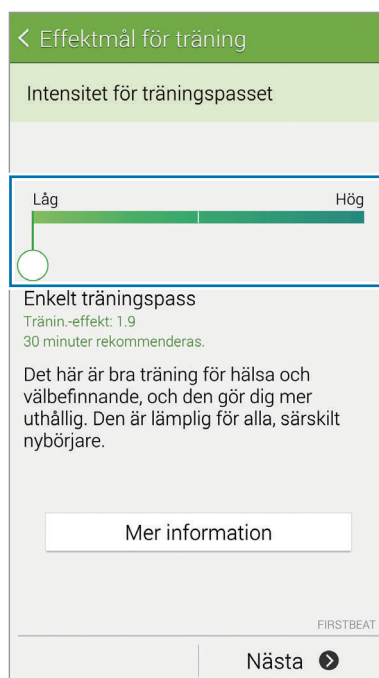 Effektmål för träning
Intensitet för träningspasset
Låg Hög
Enkelt träningspass
Tränin.-effekt: 1.9
30 minuter rekommenderas.
Det här är bra träning för hälsa och
välbefinnande, och den gör dig mer
uthållig. Den är lämplig för alla, särskilt
nybörjare.
Mer information
FIRSTBEAT
Nästa